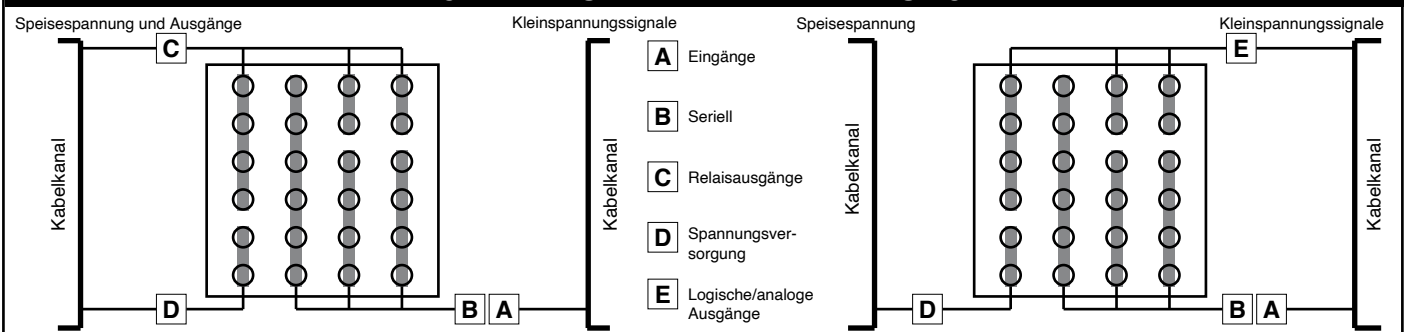 Speisespannung und Ausgänge
Kleinspannungssignale
Speisespannung
Kleinspannungssignale
C
E
A Eingänge
B Seriell
C Relaisausgänge
D Spannungsver-
sorgung
E Logische/analoge
Ausgänge
Kabelkanal
Kabelkanal
Kabelkanal
Kabelkanal
D
B A
D
B A